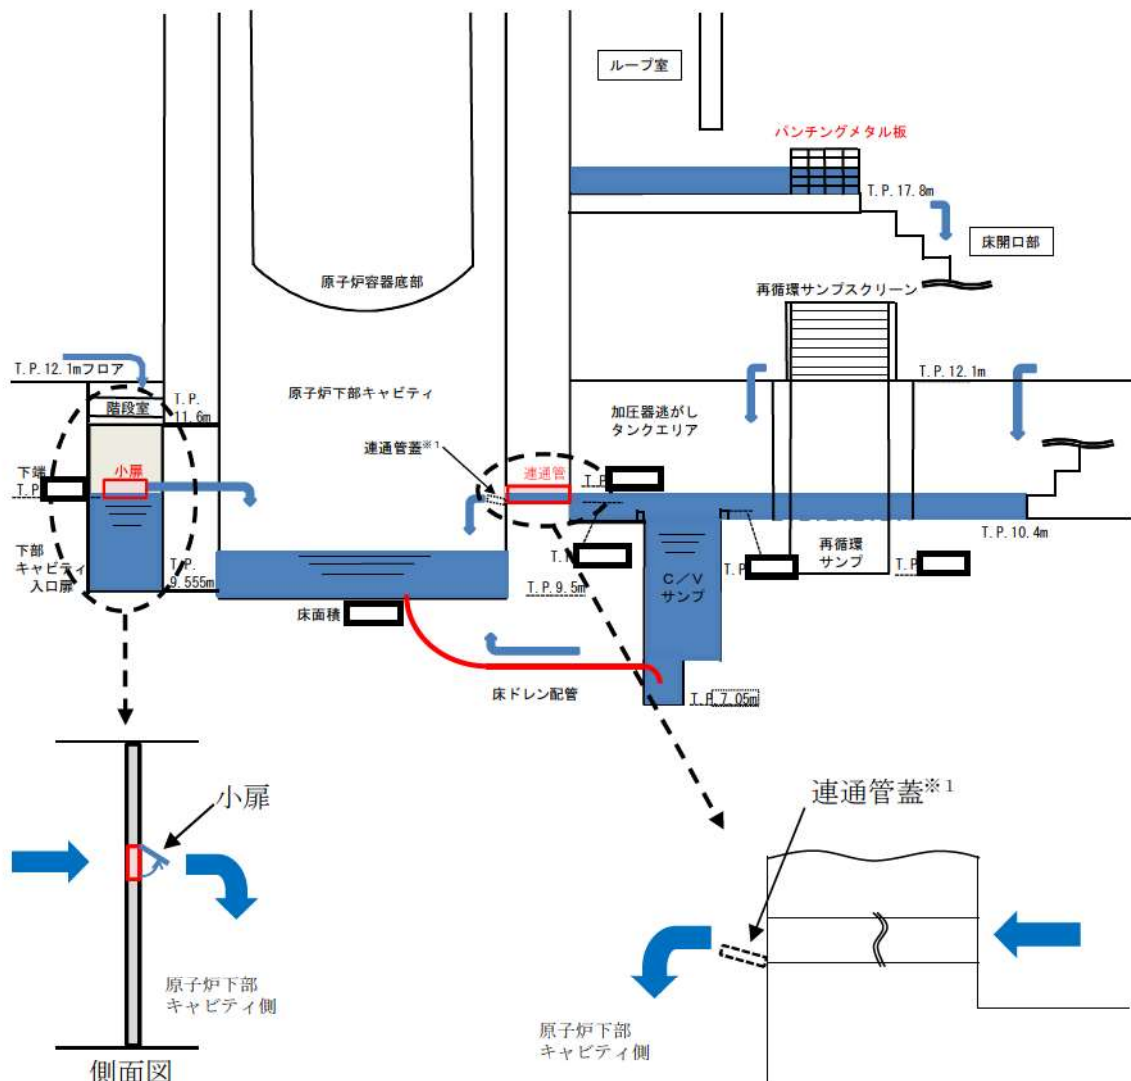 ループ室
パンチングメタル板
T.P.17.8m
床開口部
原子炉容器底部
再循環サンプスクリーン
T.P.12.1mフロア
T.P.12.1m
階段室
T.P.
11.6m
原子炉下部キャビティ
加圧器逃がし
タンクエリア
連通管蓋※1
連通管
下端
T.P
小扉
T.P
T.P.10.4m
下部
キャビティ
入口扉
T.P.
9.555m
T.P
T.P
再循環
サンプ
T.P
T.P.9.5m
C/V
サンプ
床面積
床ドレン配管
T.P.7.05m
小扉
連通管蓋※1
原子炉下部
キャビティ側
原子炉下部
キャビティ側
側面図